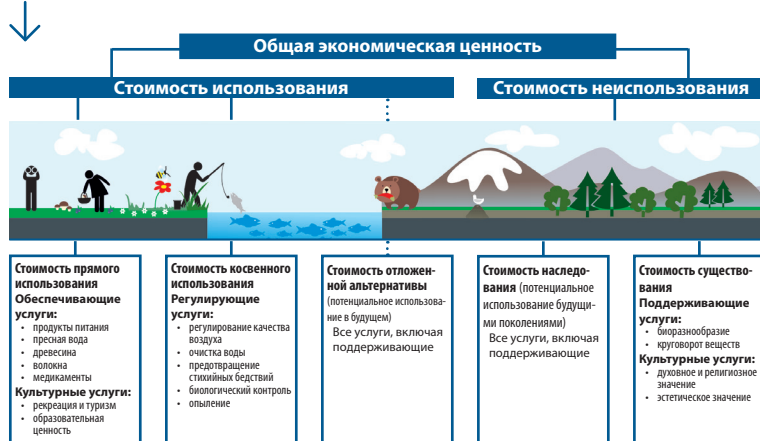 Общая экономическая ценность
Стоимость использования
Стоимость неиспользования
Стоимость прямого
использования
Обеспечивающие
услуги:
• продукты питания
• пресная вода
• древесина
• волокна
• медикаменты
Культурные услуги:
• рекреация и туризм
• образовательная
ценность
Стоимость косвенного
использования
Регулирующие
услуги:
• регулирование качества
воздуха
• очистка воды
• предотвращение
стихийных бедствий
• биологический контроль
• опыление
Стоимость отложен-
ной альтернативы
(потенциальное использова-
ние в будущем)
Все услуги, включая
поддерживающие
Стоимость наследо-
вания (потенциальное
использование будущи-
ми поколениями)
Все услуги, включая
поддерживающие
Стоимость существо-
вания
Поддерживающие
услуги:
• биоразнообразие
• круговорот веществ
Культурные услуги:
• духовное и религиозное
значение
• эстетическое значение